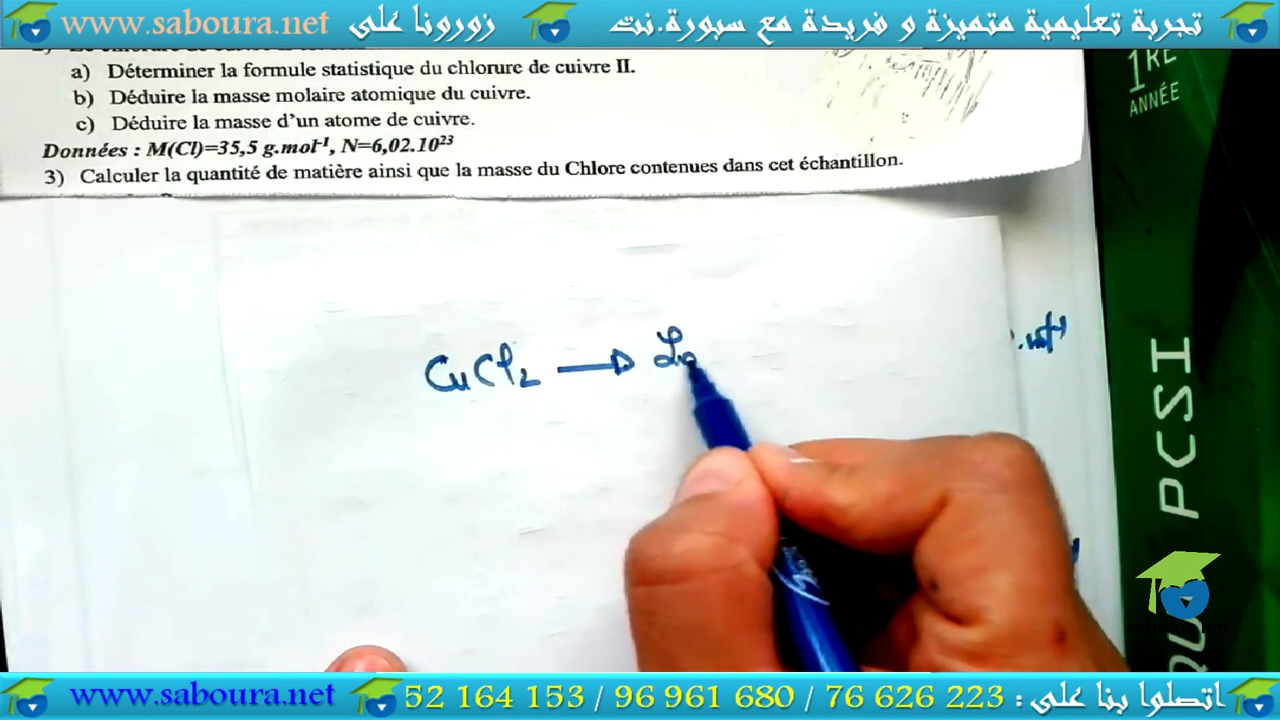 www.saboura.net زورونا على تجربة تعليمية متميزة و فريدة مع سبورة.نت
a) Déterminer la formule statistique du chlorure de cuivre II.
b) Déduire la masse molaire atomique du cuivre.
c) Déduire la masse d'un atome de cuivre.
Données : M(Cl)=35,5 g.mol⁻¹, N=6,02.10²³
3) Calculer la quantité de matière ainsi que la masse du Chlore contenues dans cet échantillon.
1RE
ANNÉE
CuCl₂
PCSI
www.saboura.net 52 164 153 / 96 961 680 / 76 626 223 : اتصلوا بنا على